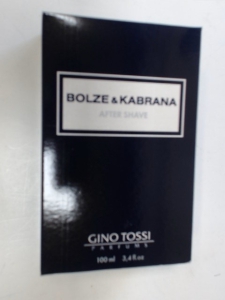 BOLZE & KABRANA
AFTER SHAVE
GINO TOSSI
PARFUMS
100 ml 3,4 fl.oz